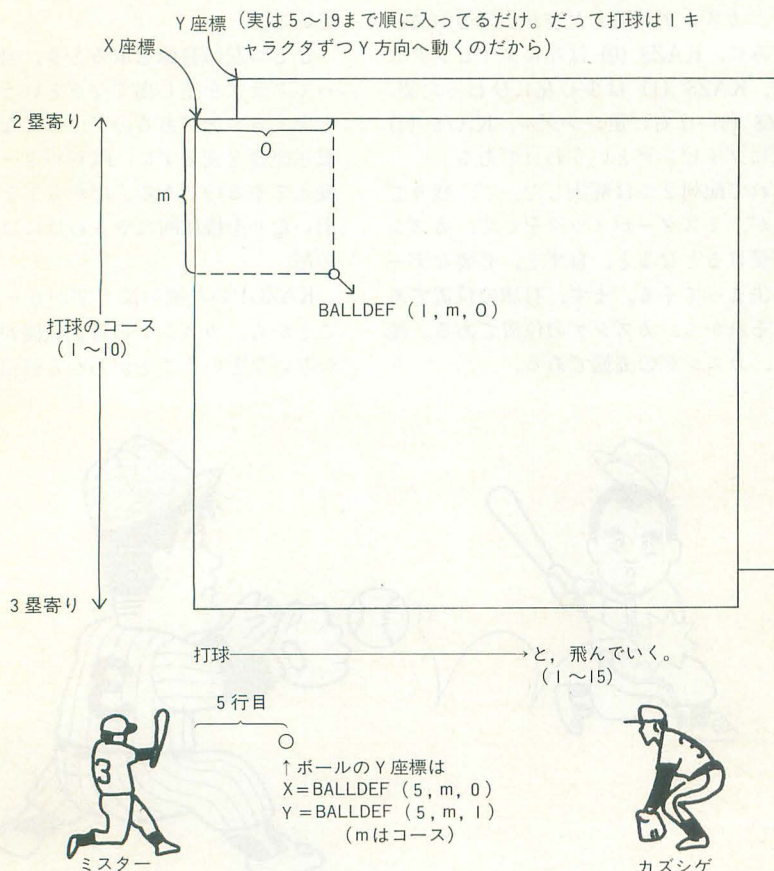 Y座標（実は5〜19まで順に入ってるだけ。だって打球は1キ
ャラクタずつY方向へ動くのだから）
X座標
2塁寄り
0
m
BALLDEF（1, m, 0）
打球のコース
（1〜10）
3塁寄り
打球→と，飛んでいく。
（1〜15）
5行目
↑ボールのY座標は
X=BALLDEF（5, m, 0）
Y=BALLDEF（5, m, 1）
（mはコース）
3
ミスター
カズシゲ